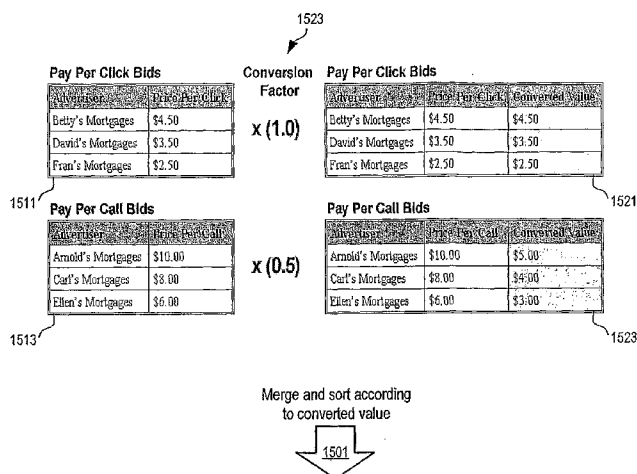 1523
Pay Per Click Bids
Conversion
Factor
Pay Per Click Bids
Advertiser Price Per Click
Betty's Mortgages $4.50
David's Mortgages $3.50
Fran's Mortgages $2.50
x (1.0)
Advertiser Price Per Click Converted Value
Betty's Mortgages $4.50 $4.50
David's Mortgages $3.50 $3.50
Fran's Mortgages $2.50 $2.50
1511
1521
Pay Per Call Bids
Pay Per Call Bids
Advertiser Price Per Call
Arnold's Mortgages $10.00
Carl's Mortgages $8.00
Ellen's Mortgages $6.00
x (0.5)
Advertiser Price Per Call Converted Value
Arnold's Mortgages $10.00 $5.00
Carl's Mortgages $8.00 $4.00
Ellen's Mortgages $6.00 $3.00
1513
1523
Merge and sort according
to converted value
1501